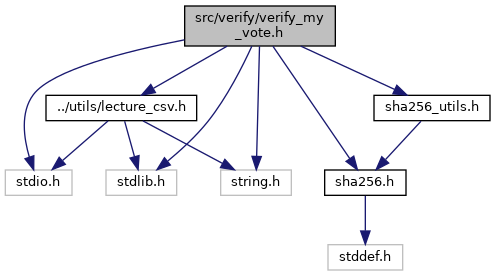 src/verify/verify_my
_vote.h
../utils/lecture_csv.h
sha256_utils.h
stdio.h
stdlib.h
string.h
sha256.h
stddef.h